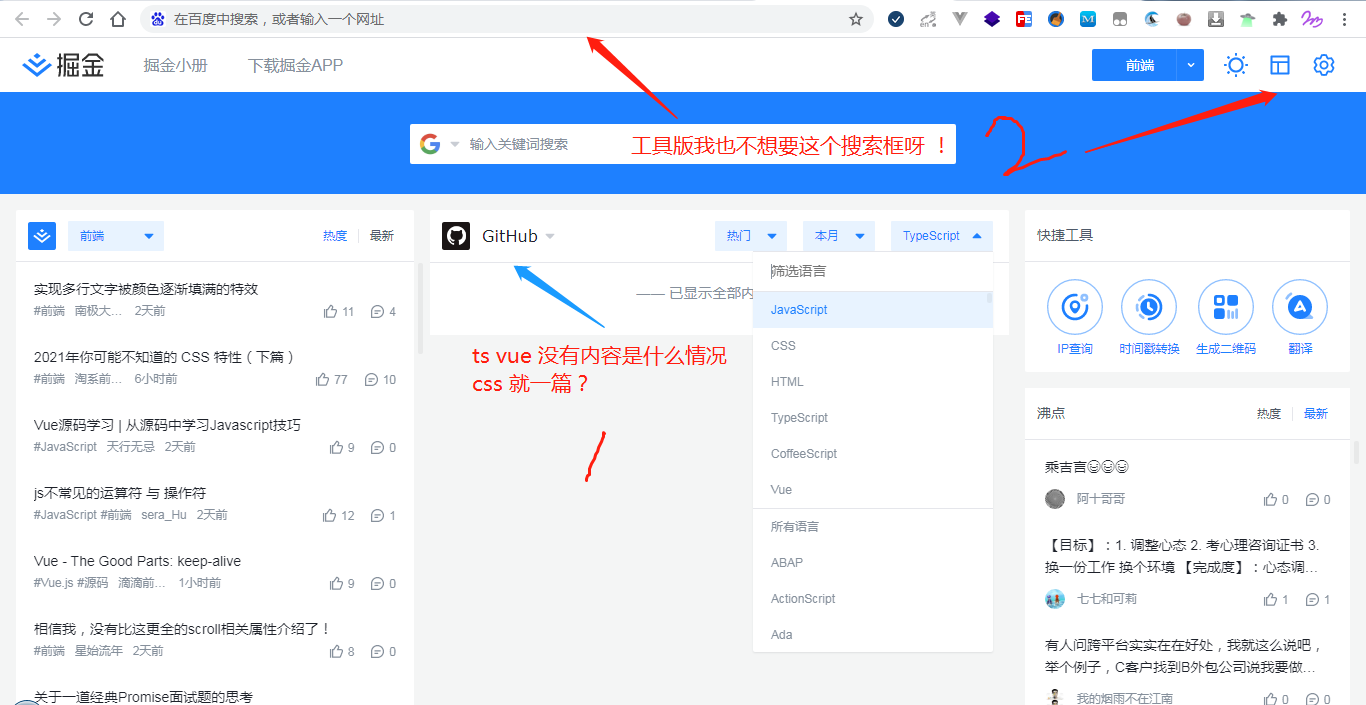 在百度中搜索，或者输入一个网址
掘金
掘金小册
下载掘金APP
前端
输入关键词搜索
工具版我也不想要这个搜索框呀 ！
2
前端
热度
最新
实现多行文字被颜色逐渐填满的特效
#前端 南极大… 2天前
11
4
2021年你可能不知道的 CSS 特性（下篇）
#前端 淘系前… 6小时前
77
10
Vue源码学习 | 从源码中学习Javascript技巧
#JavaScript 天行无忌 2天前
9
0
js不常见的运算符 与 操作符
#JavaScript #前端 sera_Hu 2天前
12
1
Vue - The Good Parts: keep-alive
#Vue.js #源码 滴滴前… 1小时前
9
0
相信我，没有比这更全的scroll相关属性介绍了！
#前端 星始流年 2天前
8
0
关于一道经典Promise面试题的思考
GitHub
热门
本月
TypeScript
—— 已显示全部内
ts vue 没有内容是什么情况
css 就一篇？
1
筛选语言
JavaScript
CSS
HTML
TypeScript
CoffeeScript
Vue
所有语言
ABAP
ActionScript
Ada
快捷工具
IP查询
时间戳转换
生成二维码
翻译
沸点
热度
最新
乘吉言😄😄😄
阿十哥哥
0
0
【目标】：1. 调整心态 2. 考心理咨询证书 3.
换一份工作 换个环境 【完成度】：心态调…
七七和可莉
1
1
有人问跨平台实实在在好处，我就这么说吧，
举个例子，C客户找到B外包公司说我要做…
我的烟雨不在江南
0
0